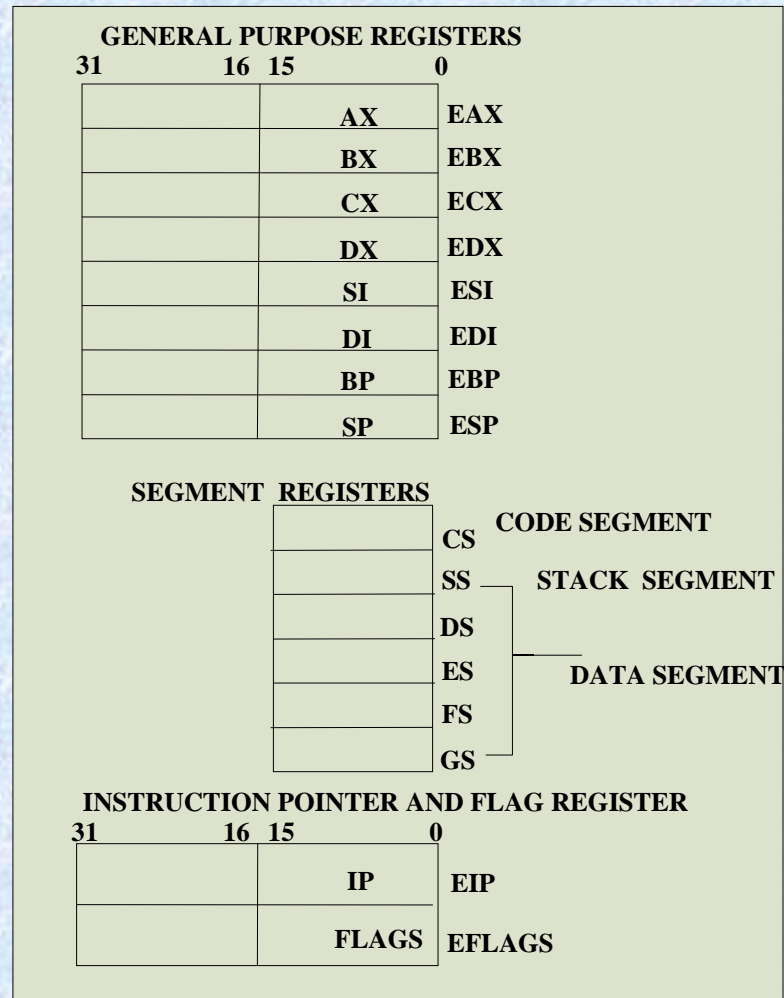 GENERAL PURPOSE REGISTERS
31 16 15 0
AX EAX
BX EBX
CX ECX
DX EDX
SI ESI
DI EDI
BP EBP
SP ESP
SEGMENT REGISTERS
CS CODE SEGMENT
SS STACK SEGMENT
DS
ES DATA SEGMENT
FS
GS
INSTRUCTION POINTER AND FLAG REGISTER
31 16 15 0
IP EIP
FLAGS EFLAGS